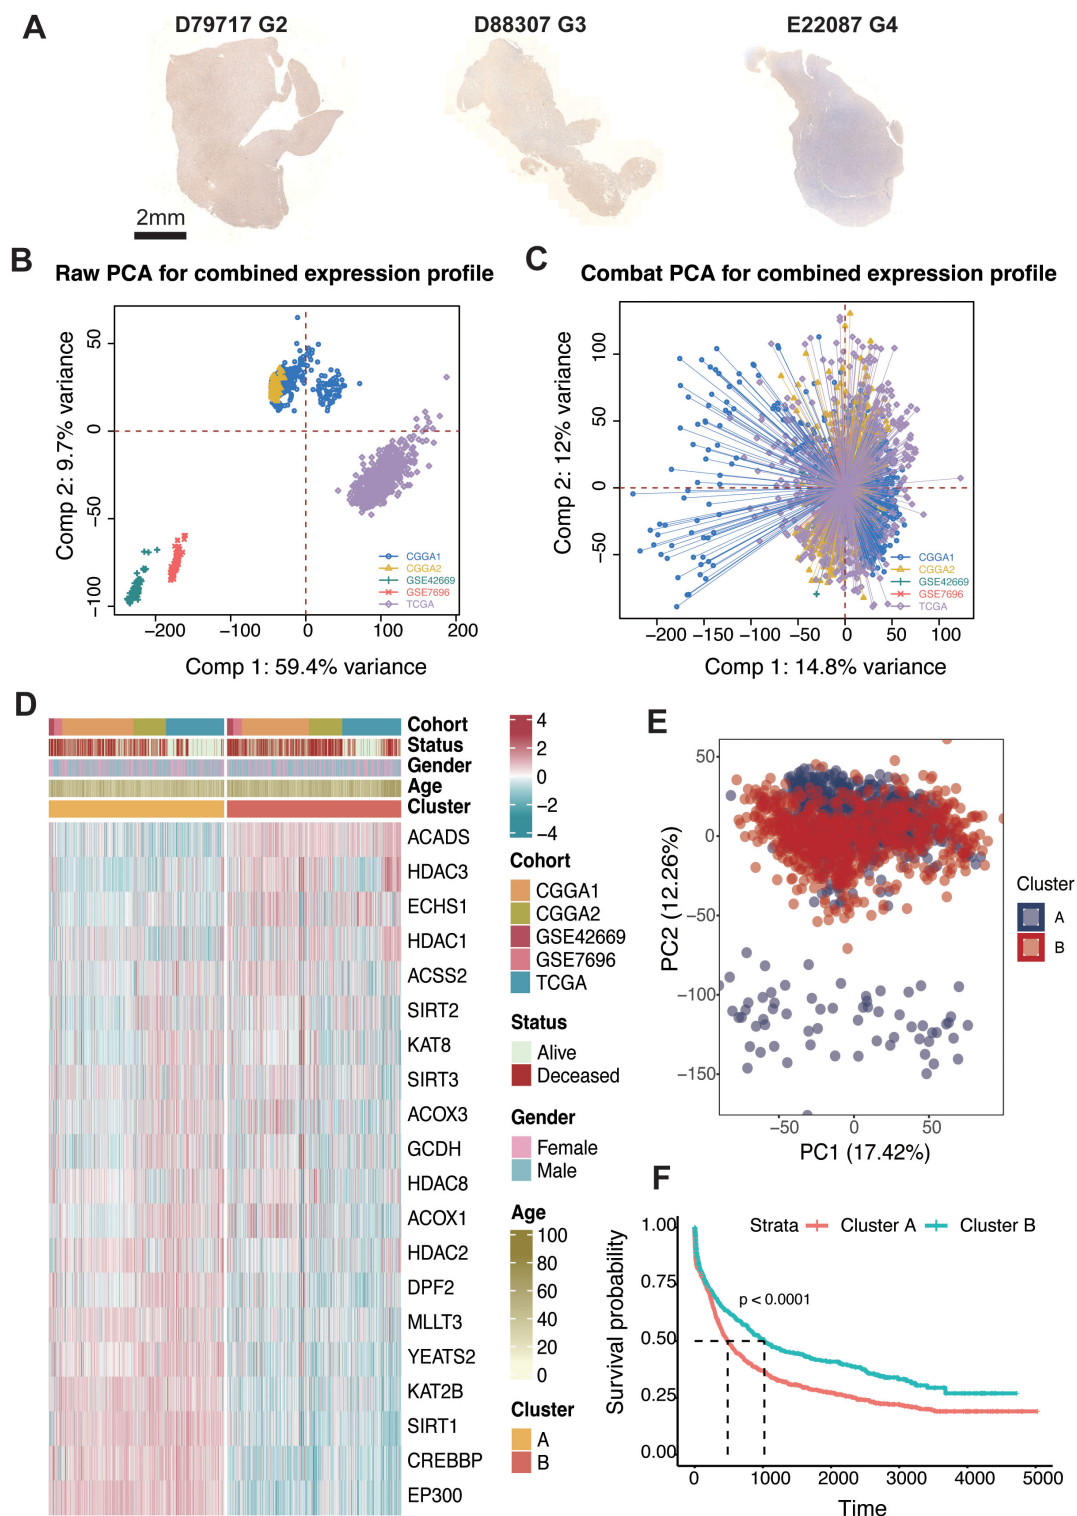 A
D79717 G2
D88307 G3
E22087 G4
2mm
B
Raw PCA for combined expression profile
Comp 2: 9.7% variance
50
0
−50
−100
CGGA1
CGGA2
GSE42669
GSE7696
TCGA
−200
−100
0
100
200
Comp 1: 59.4% variance
C
Combat PCA for combined expression profile
Comp 2: 12% variance
100
50
0
−50
CGGA1
CGGA2
GSE42669
GSE7696
TCGA
−200
−150
−100
−50
0
50
100
Comp 1: 14.8% variance
D
Cohort
Status
Gender
Age
Cluster
ACADS
HDAC3
ECHS1
HDAC1
ACSS2
SIRT2
KAT8
SIRT3
ACOX3
GCDH
HDAC8
ACOX1
HDAC2
DPF2
MLLT3
YEATS2
KAT2B
SIRT1
CREBBP
EP300
4
2
0
−2
−4
Cohort
CGGA1
CGGA2
GSE42669
GSE7696
TCGA
Status
Alive
Deceased
Gender
Female
Male
Age
100
80
60
40
20
0
Cluster
A
B
E
PC2 (12.26%)
50
0
−50
−100
−150
−50
0
50
PC1 (17.42%)
Cluster
A
B
F
Strata
Cluster A
Cluster B
Survival probability
1.00
0.75
0.50
0.25
0.00
p < 0.0001
0
1000
2000
3000
4000
5000
Time